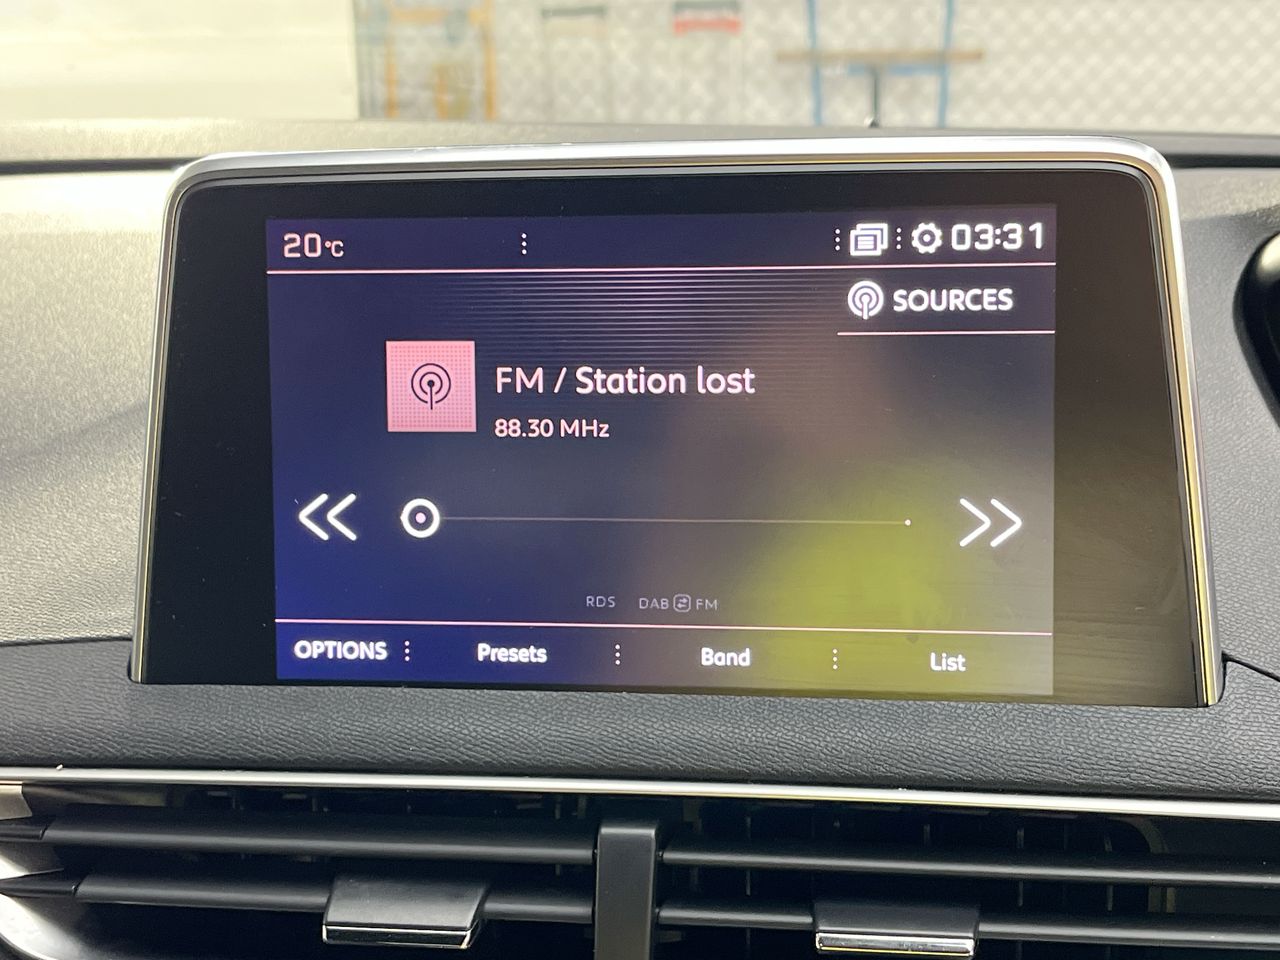 20°C
03:31
SOURCES
FM / Station lost
88.30 MHz
RDS DAB FM
OPTIONS Presets Band List